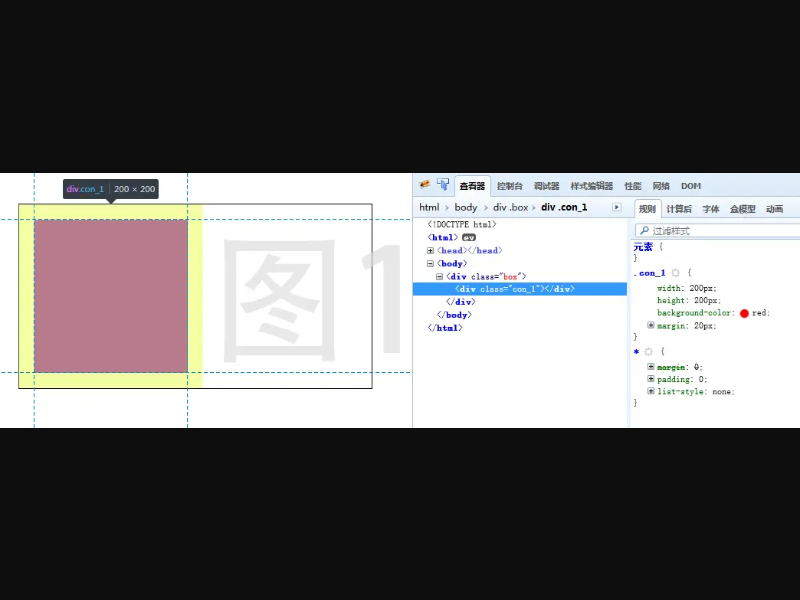 div.con_1 200 × 200
图1
查看器 控制台 调试器 样式编辑器 性能 网络 DOM
html body div .box div .con_1
<!DOCTYPE html>
<html> ev
<head></head>
<body>
<div class="box">
<div class="con_1"></div>
</div>
</body>
</html>
规则 计算后 字体 盒模型 动画
过滤样式
元素 {
}
.con_1 {
width: 200px;
height: 200px;
background-color: red;
margin: 20px;
}
* {
margin: 0;
padding: 0;
list-style: none;
}